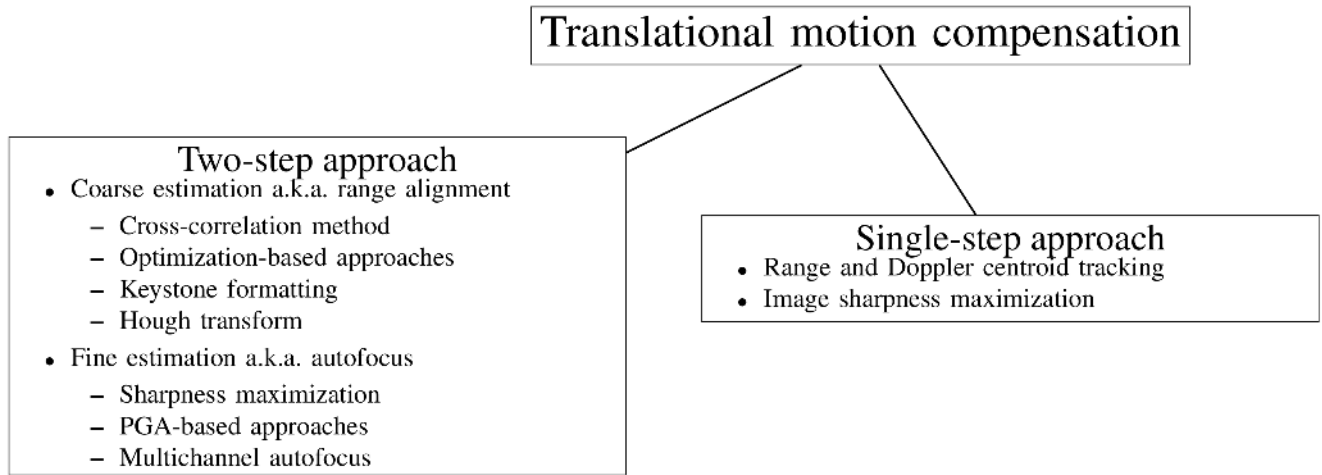 Translational motion compensation
Two-step approach
• Coarse estimation a.k.a. range alignment
– Cross-correlation method
– Optimization-based approaches
– Keystone formatting
– Hough transform
• Fine estimation a.k.a. autofocus
– Sharpness maximization
– PGA-based approaches
– Multichannel autofocus
Single-step approach
• Range and Doppler centroid tracking
• Image sharpness maximization